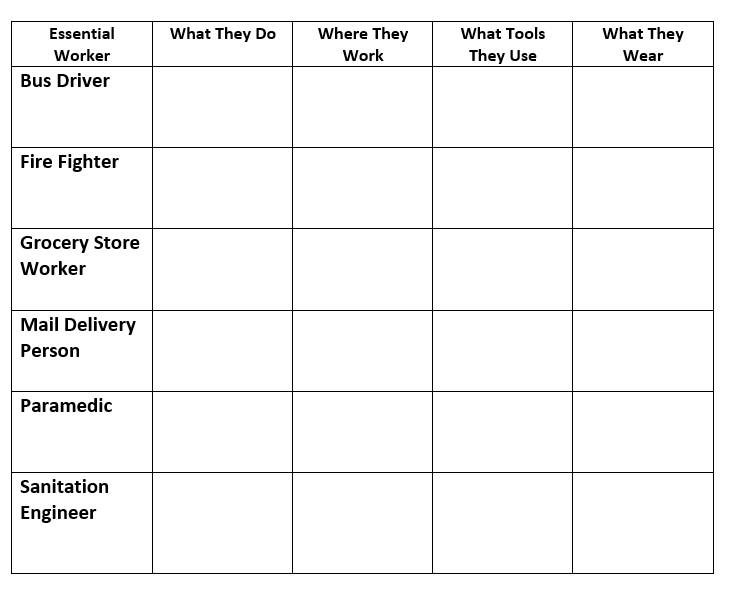 Essential
Worker
What They Do
Where They
Work
What Tools
They Use
What They
Wear
Bus Driver
Fire Fighter
Grocery Store
Worker
Mail Delivery
Person
Paramedic
Sanitation
Engineer